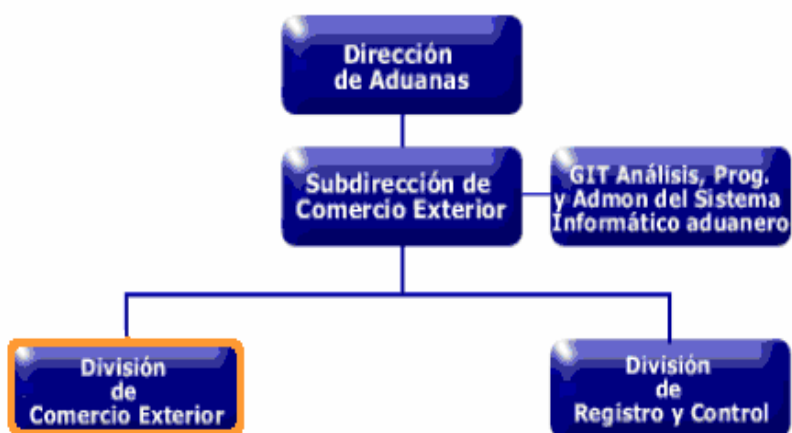 Dirección
de Aduanas
Subdirección de
Comercio Exterior
GIT Análisis, Prog.
y Admon del Sistema
Informático aduanero
División
de
Comercio Exterior
División
de
Registro y Control